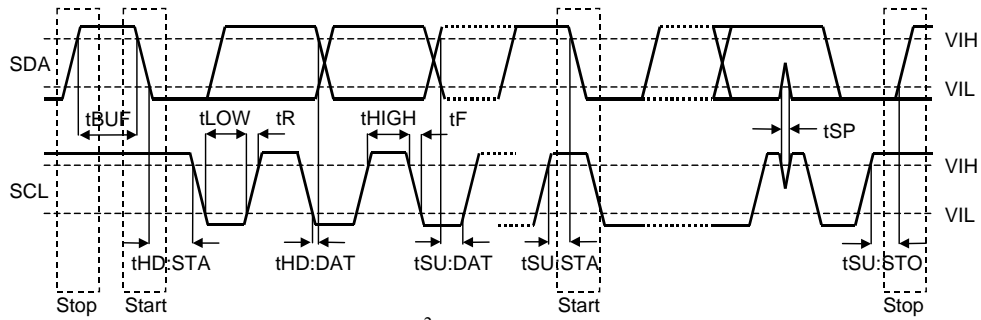 VIH
SDA
VIL
tBUF tLOW tR tHIGH tF tSP
VIH
SCL
VIL
tHD:STA tHD:DAT tSU:DAT tSU:STA tSU:STO
Stop Start Start Stop
2